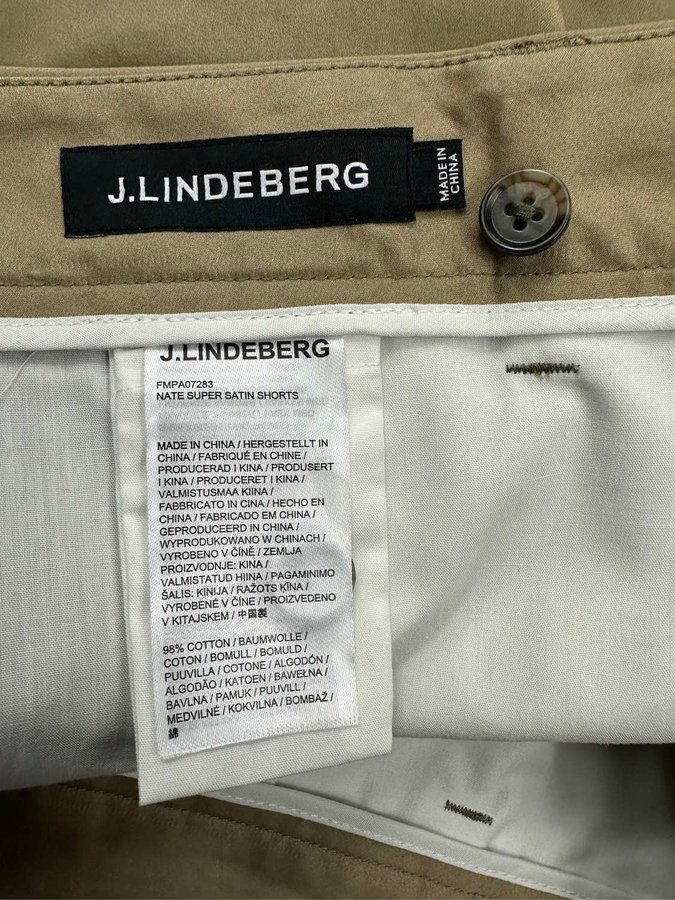 J.LINDEBERG
MADE IN
CHINA
J.LINDEBERG
FMPA07283
NATE SUPER SATIN SHORTS
MADE IN CHINA / HERGESTELLT IN
CHINA / FABRIQUÉ EN CHINE /
PRODUCERAD I KINA / PRODUSERT
I KINA / PRODUCERET I KINA /
VALMISTUSMAA KIINA /
FABBRICATO IN CINA / HECHO EN
CHINA / FABRICADO EM CHINA /
GEPRODUCEERD IN CHINA /
WYPRODUKOWANO W CHINACH /
VYROBENO V ČÍNĚ / ZEMLJA
PROIZVODNJE: KINA /
VALMISTATUD HIINA / PAGAMINIMO
ŠALIS: KINIJA / RAŽOTS ĶĪNA /
VYROBENÉ V ČÍNE / PROIZVEDENO
V KITAJSKEM / 中国製
98% COTTON / BAUMWOLLE /
COTON / BOMULL / BOMULD /
PUUVILLA / COTONE / ALGODÓN /
ALGODÃO / KATOEN / BAWEŁNA /
BAVLNA / PAMUK / PUUVILL /
MEDVILNĖ / KOKVILNA / BOMBAŽ /
綿